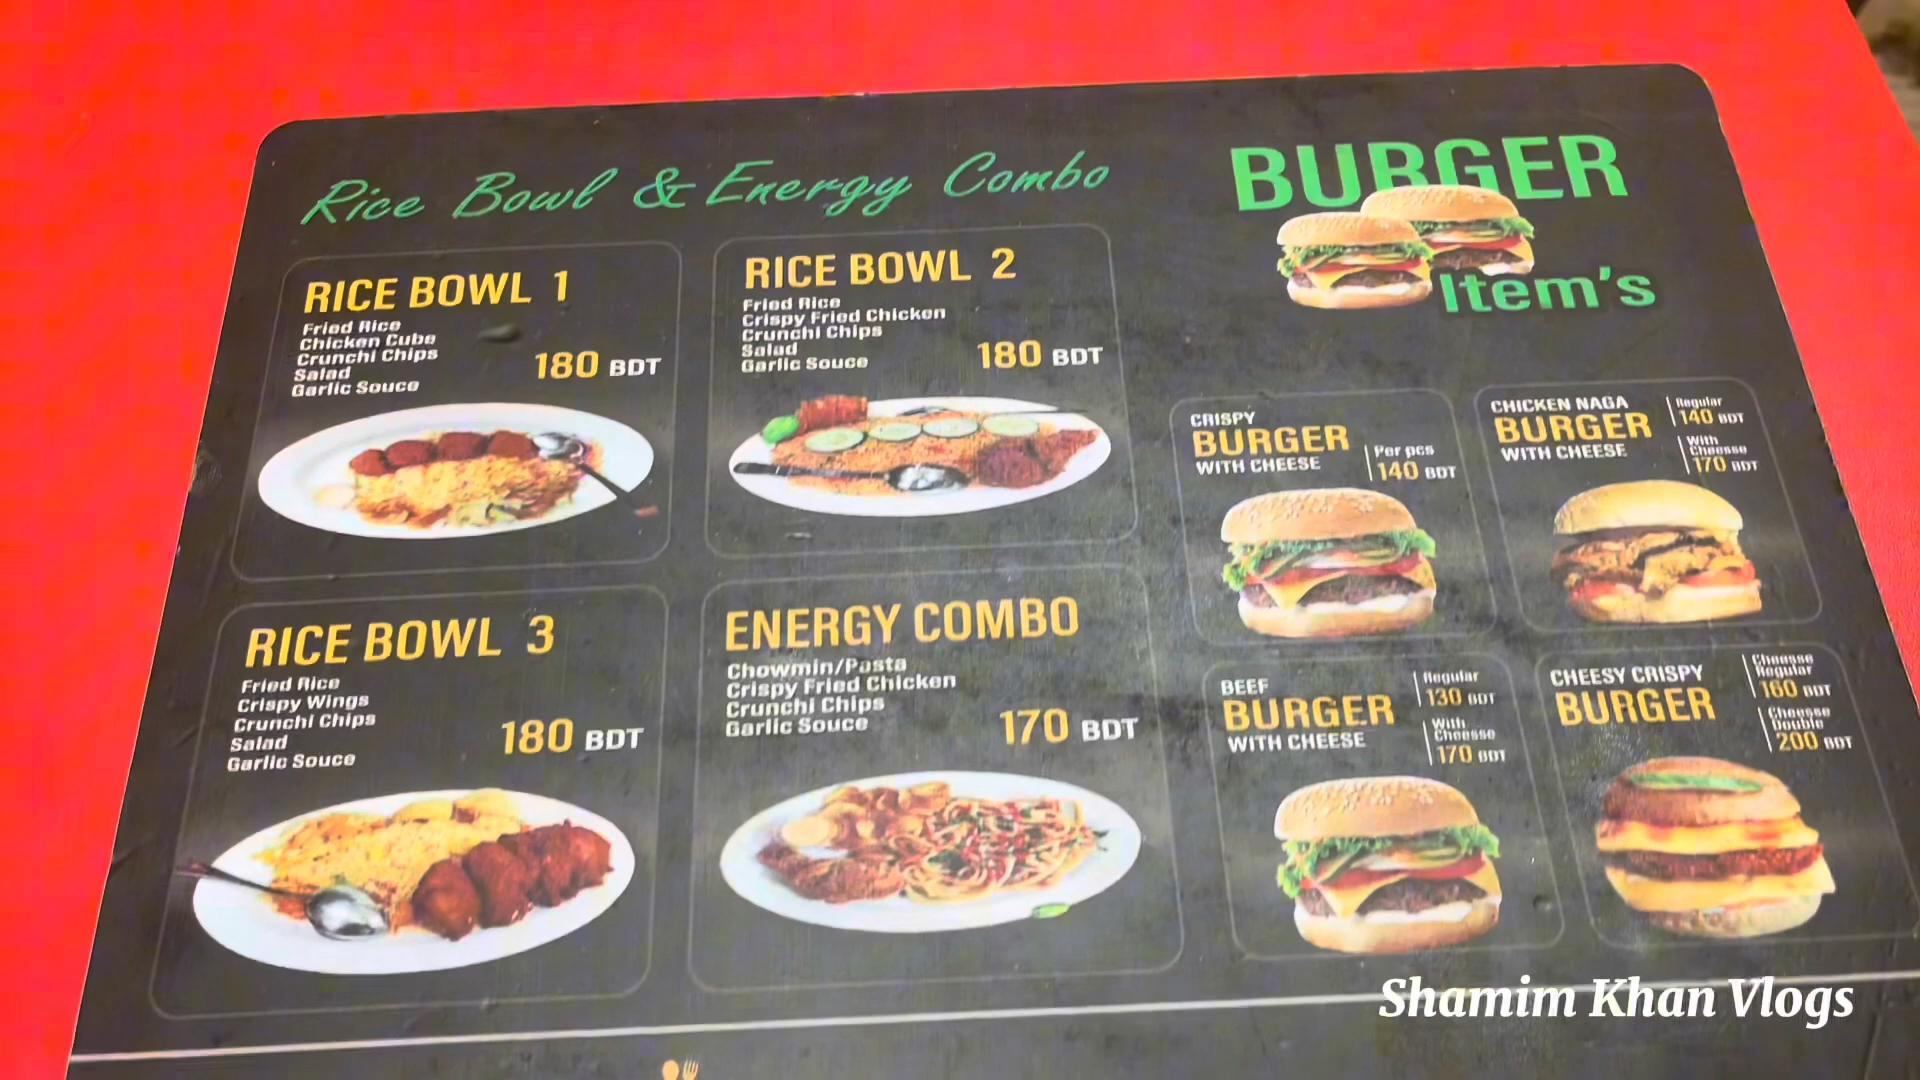 Rice Bowl & Energy Combo
RICE BOWL 1
Fried Rice
Chicken Cube
Crunchi Chips
Salad
Garlic Souce
180 BDT
RICE BOWL 2
Fried Rice
Crispy Fried Chicken
Crunchi Chips
Salad
Garlic Souce
180 BDT
RICE BOWL 3
Fried Rice
Crispy Wings
Crunchi Chips
Salad
Garlic Souce
180 BDT
ENERGY COMBO
Chowmin/Pasta
Crispy Fried Chicken
Crunchi Chips
Garlic Souce
170 BDT
BURGER
Item's
CRISPY
BURGER
WITH CHEESE
Per pcs
140 BDT
CHICKEN NAGA
BURGER
WITH CHEESE
Regular
140 BDT
With
Cheesse
170 BDT
BEEF
BURGER
WITH CHEESE
Regular
130 BDT
With
Cheesse
170 BDT
CHEESY CRISPY
BURGER
Cheesse
Regular
160 BDT
Cheesse
Double
200 BDT
Shamim Khan Vlogs